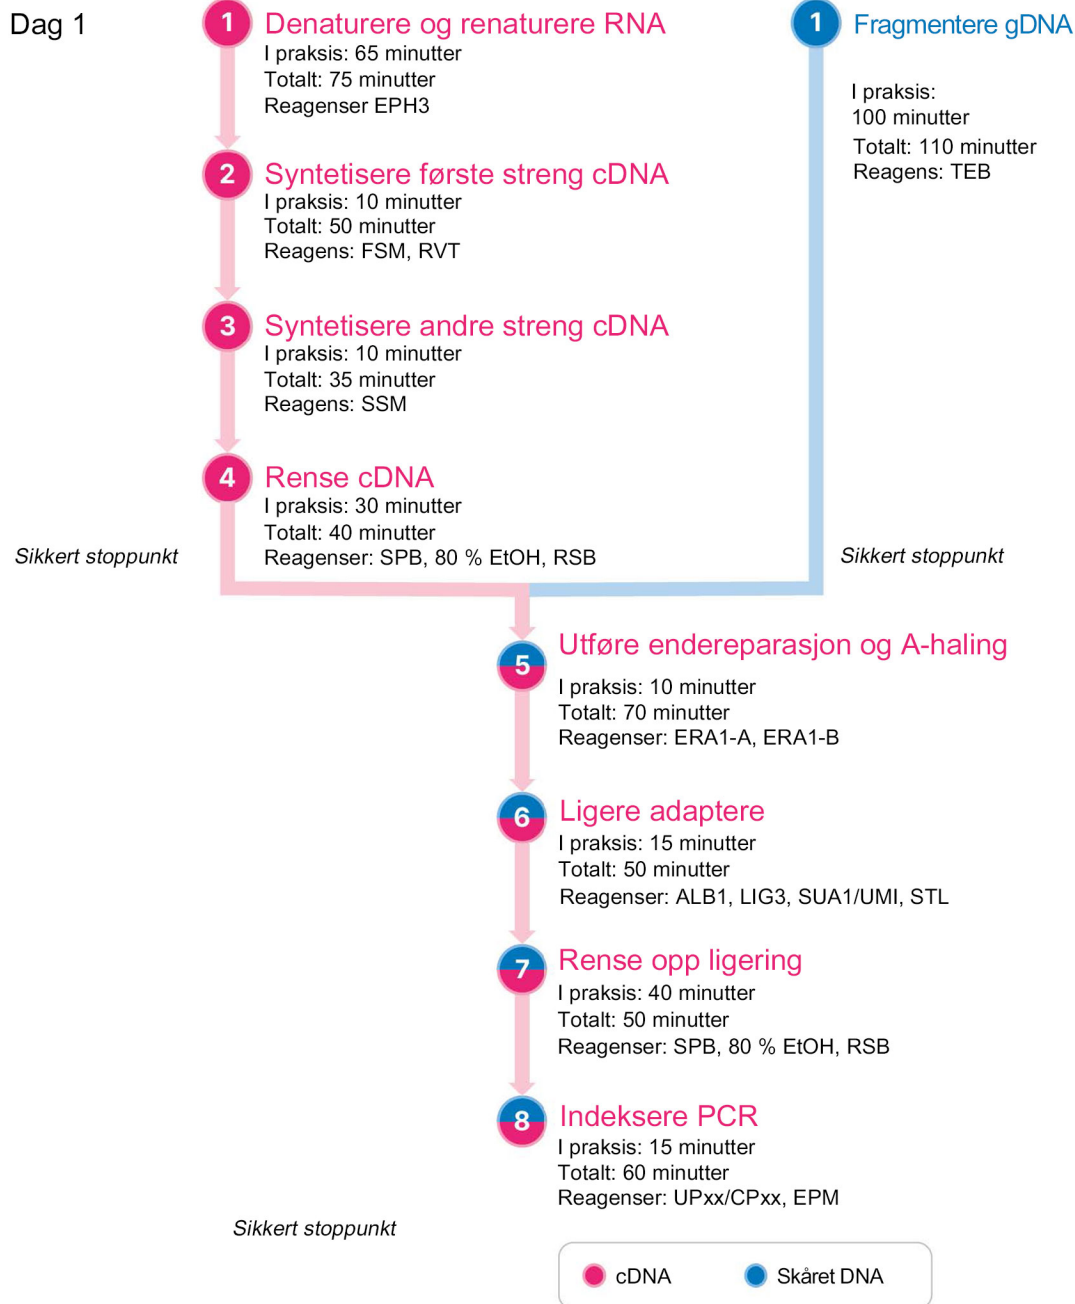 Dag 1
1
Denaturere og renaturere RNA
I praksis: 65 minutter
Totalt: 75 minutter
Reagenser EPH3
1
Fragmentere gDNA
I praksis:
100 minutter
Totalt: 110 minutter
Reagens: TEB
2
Syntetisere første streng cDNA
I praksis: 10 minutter
Totalt: 50 minutter
Reagens: FSM, RVT
3
Syntetisere andre streng cDNA
I praksis: 10 minutter
Totalt: 35 minutter
Reagens: SSM
4
Rense cDNA
I praksis: 30 minutter
Totalt: 40 minutter
Reagenser: SPB, 80 % EtOH, RSB
Sikkert stoppunkt
Sikkert stoppunkt
5
Utføre endereparasjon og A-haling
I praksis: 10 minutter
Totalt: 70 minutter
Reagenser: ERA1-A, ERA1-B
6
Ligere adaptere
I praksis: 15 minutter
Totalt: 50 minutter
Reagenser: ALB1, LIG3, SUA1/UMI, STL
7
Rense opp ligering
I praksis: 40 minutter
Totalt: 50 minutter
Reagenser: SPB, 80 % EtOH, RSB
8
Indeksere PCR
I praksis: 15 minutter
Totalt: 60 minutter
Reagenser: UPxx/CPxx, EPM
Sikkert stoppunkt
cDNA
Skåret DNA